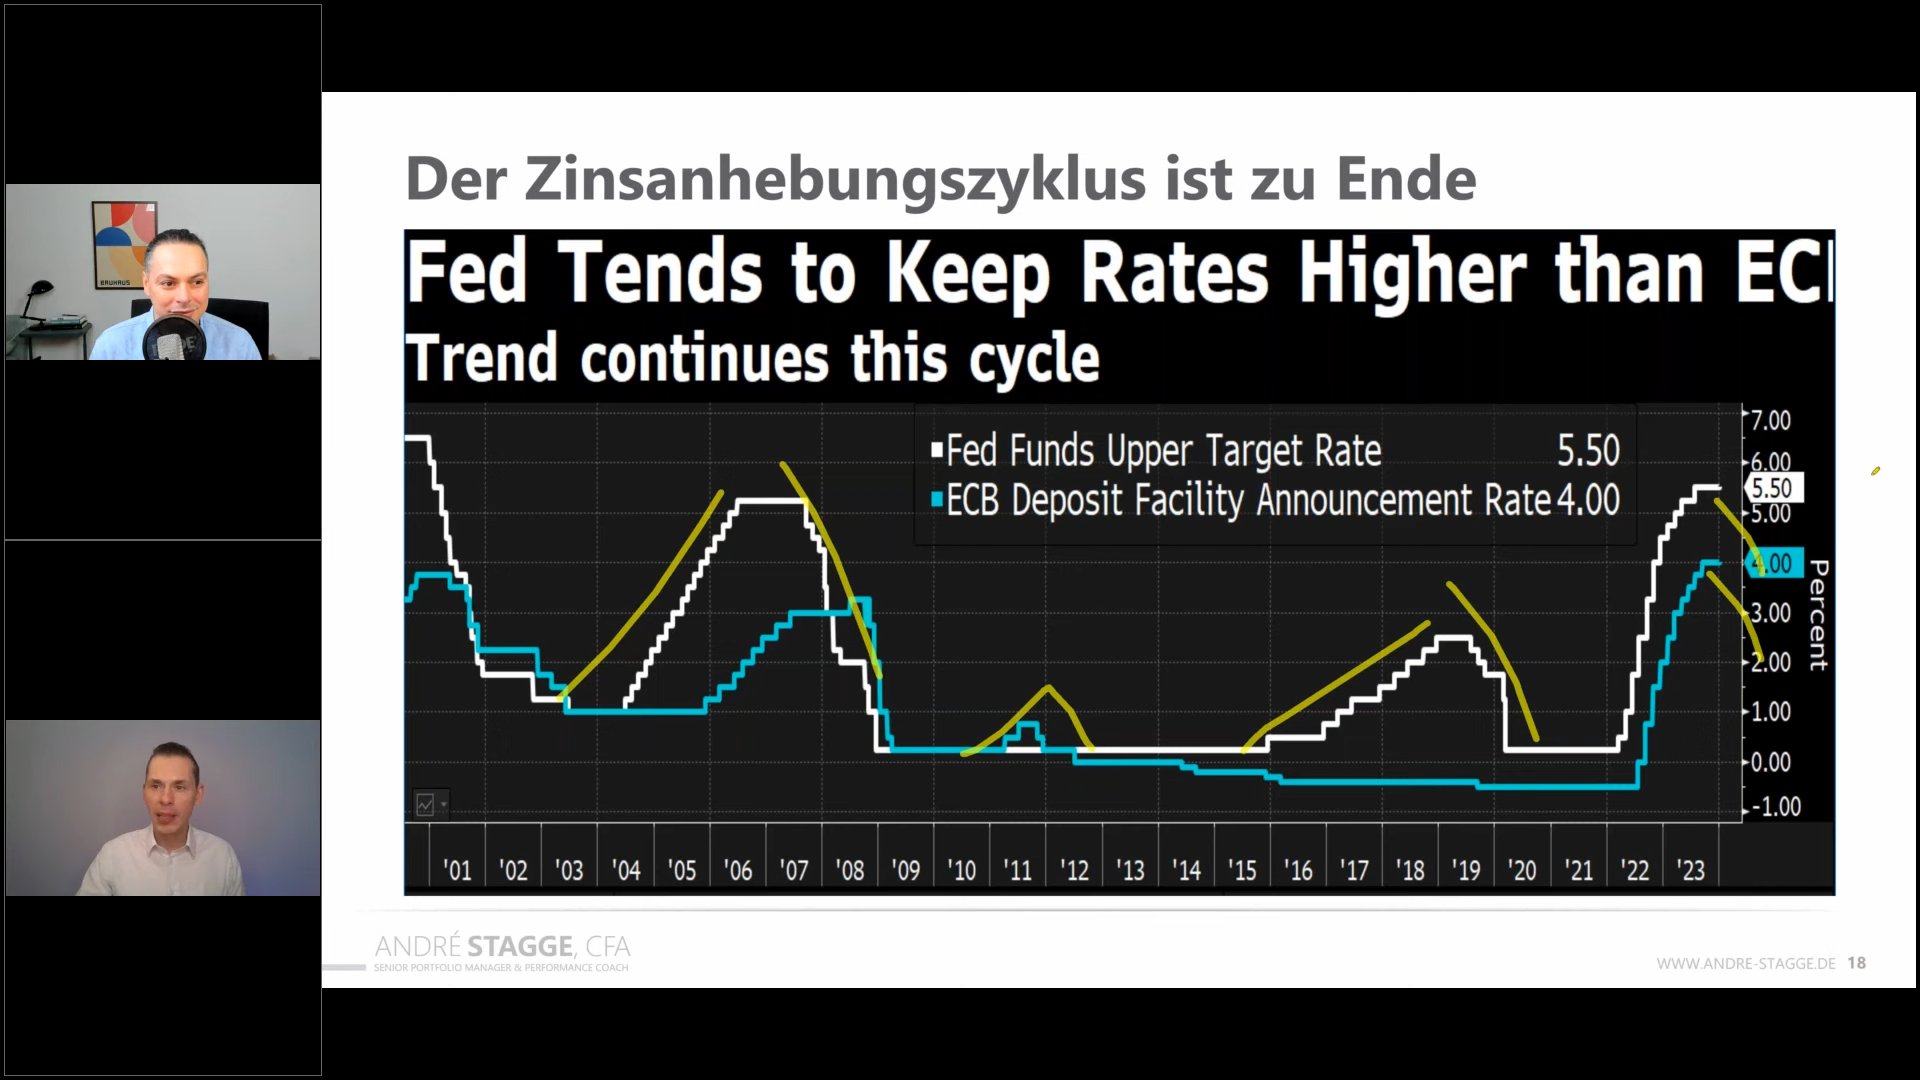 BAUHAUS
Der Zinsanhebungszyklus ist zu Ende
Fed Tends to Keep Rates Higher than EC
Trend continues this cycle
Fed Funds Upper Target Rate 5.50
ECB Deposit Facility Announcement Rate 4.00
7.00
6.00
5.50
5.00
4.00
3.00
2.00
1.00
0.00
-1.00
Percent
'01 '02 '03 '04 '05 '06 '07 '08 '09 '10 '11 '12 '13 '14 '15 '16 '17 '18 '19 '20 '21 '22 '23
ANDRÉ STAGGE, CFA
SENIOR PORTFOLIO MANAGER & PERFORMANCE COACH
WWW.ANDRE-STAGGE.DE 18